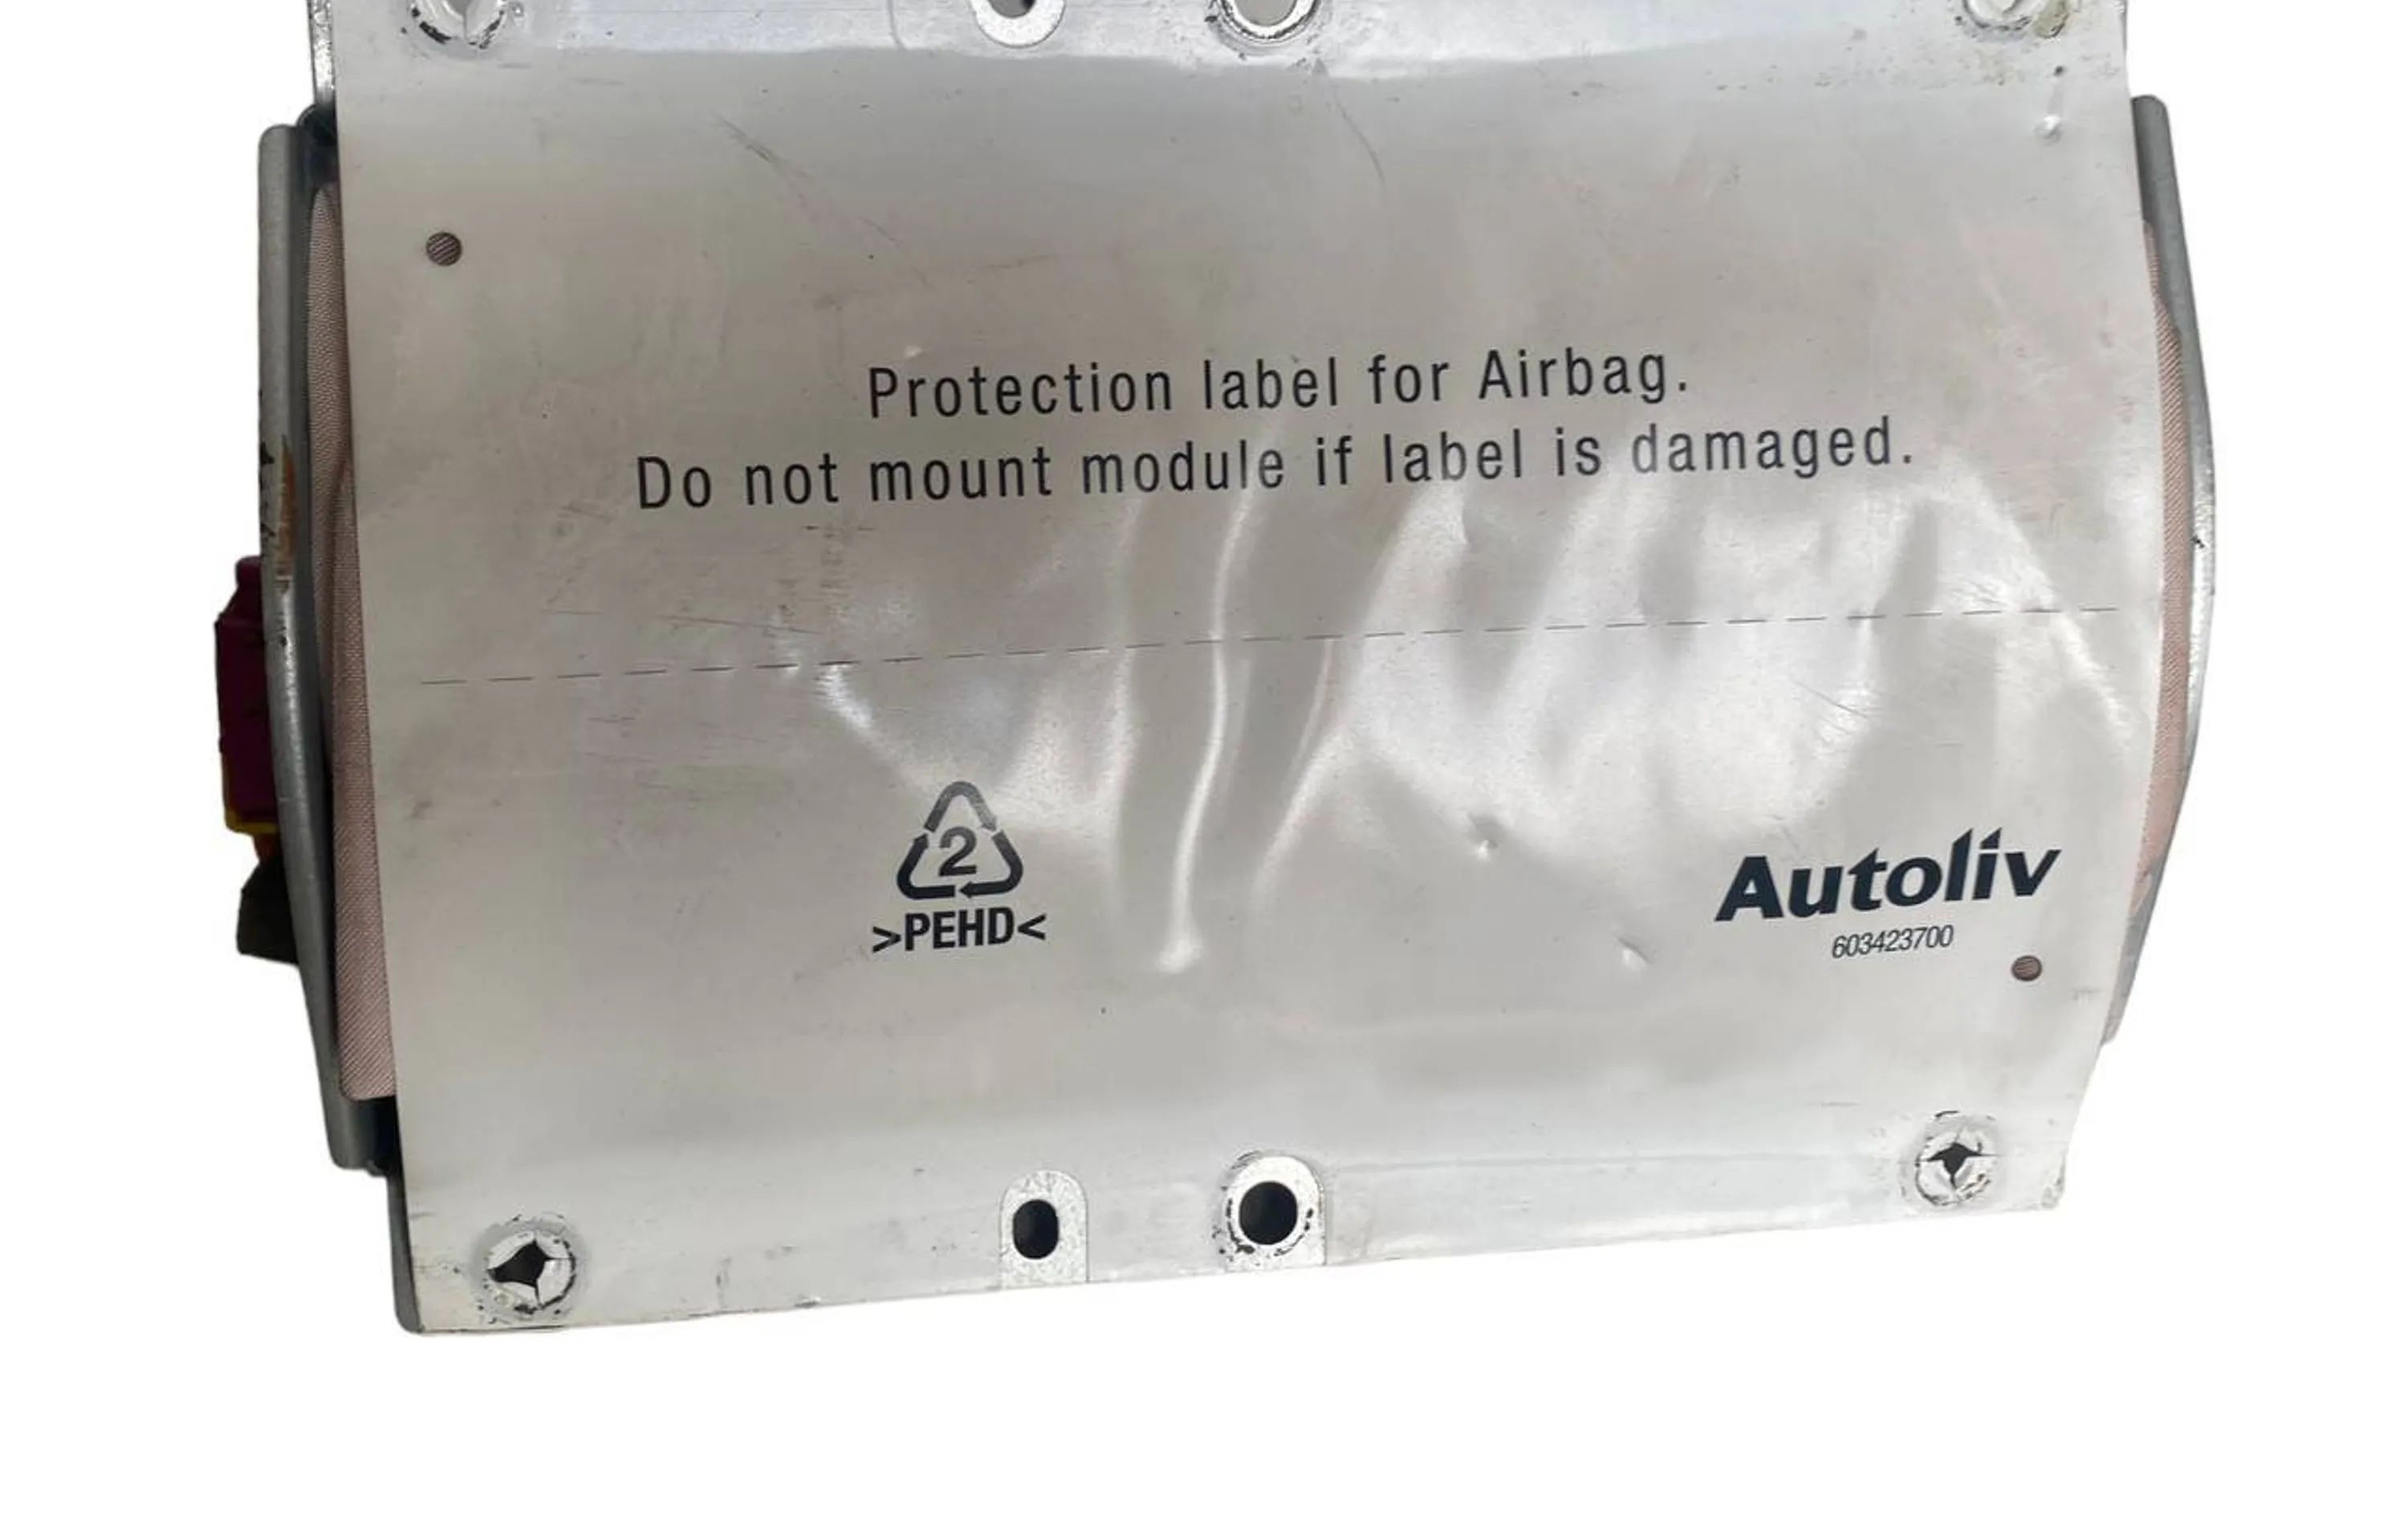 Protection label for Airbag.
Do not mount module if label is damaged.
2
>PEHD<
Autoliv
603423700